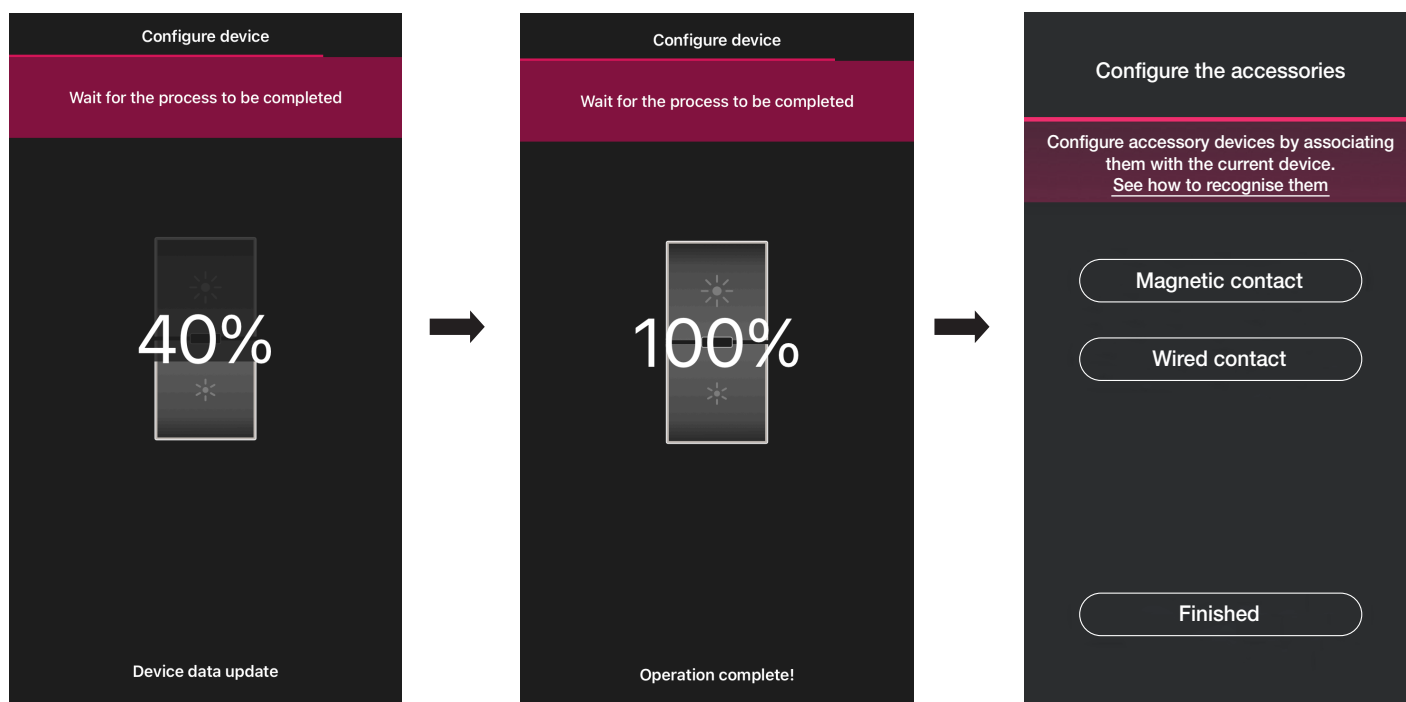 Configure device
Wait for the process to be completed
40%
Device data update
Configure device
Wait for the process to be completed
100%
Operation complete!
Configure the accessories
Configure accessory devices by associating
them with the current device.
See how to recognise them
Magnetic contact
Wired contact
Finished